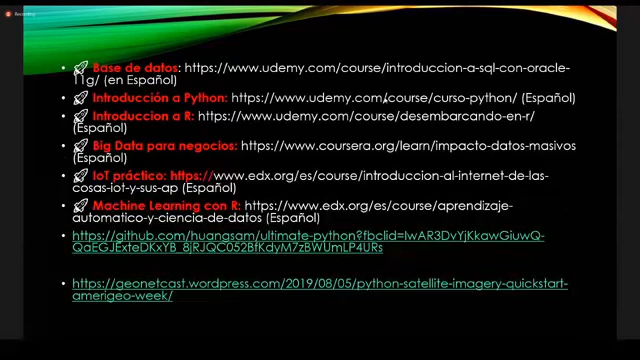 Recording
• 🚀 Base de datos: https://www.udemy.com/course/introduccion-a-sql-con-oracle-
11g/ (en Español)
• 🚀 Introducción a Python: https://www.udemy.com/course/curso-python/ (Español)
• 🚀 Introduccion a R: https://www.udemy.com/course/desembarcando-en-r/
(Español)
• 🚀 Big Data para negocios: https://www.coursera.org/learn/impacto-datos-masivos
(Español)
• 🚀 IoT práctico: https://www.edx.org/es/course/introduccion-al-internet-de-las-
cosas-iot-y-sus-ap (Español)
• 🚀 Machine Learning con R: https://www.edx.org/es/course/aprendizaje-
automatico-y-ciencia-de-datos (Español)
• https://github.com/huangsam/ultimate-python?fbclid=IwAR3DvYjKkawGiuwQ-
QaEGJExteDKxYB_8jRJQC052BfKdyM7zBWUmLP4URs
• https://geonetcast.wordpress.com/2019/08/05/python-satellite-imagery-quickstart-
amerigeo-week/